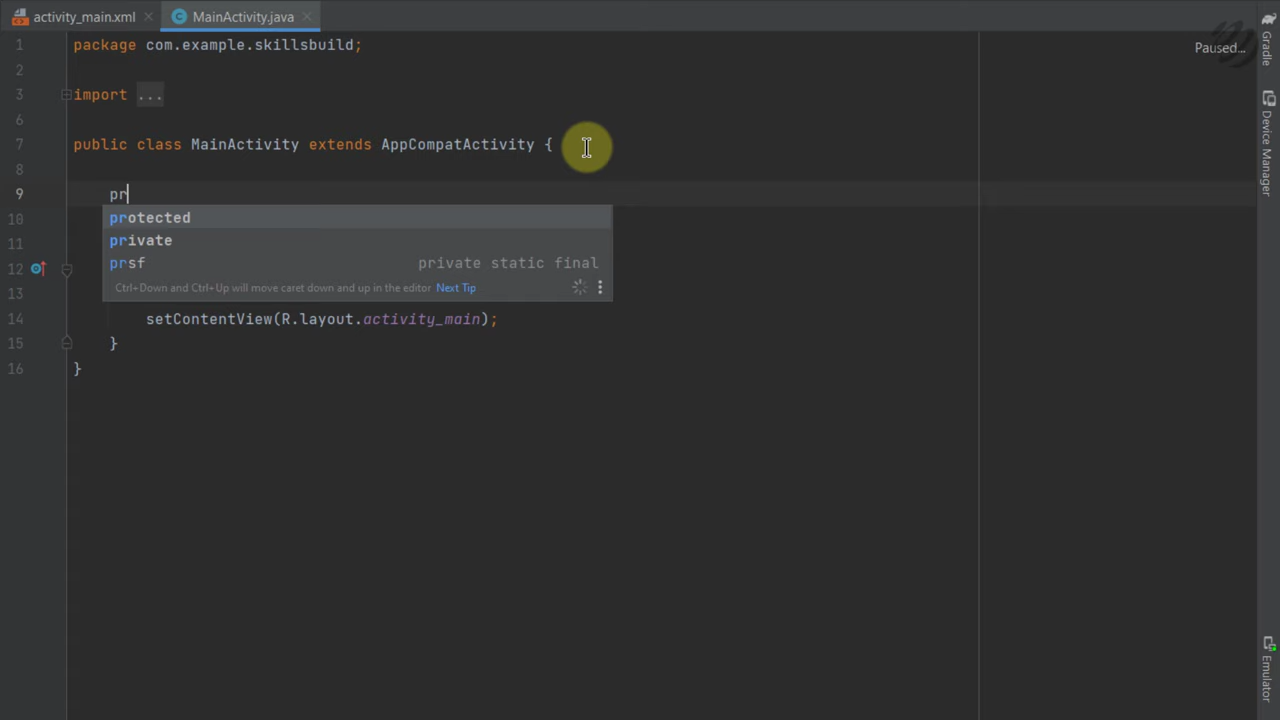 activity_main.xml MainActivity.java
1 package com.example.skillsbuild;
Paused...
2
3 import ...
6
7 public class MainActivity extends AppCompatActivity {
8
9 pr
10 protected
11 private
12 prsf private static final
13 Ctrl+Down and Ctrl+Up will move caret down and up in the editor Next Tip
14 setContentView(R.layout.activity_main);
15 }
16 }
Gradle
Device Manager
Emulator